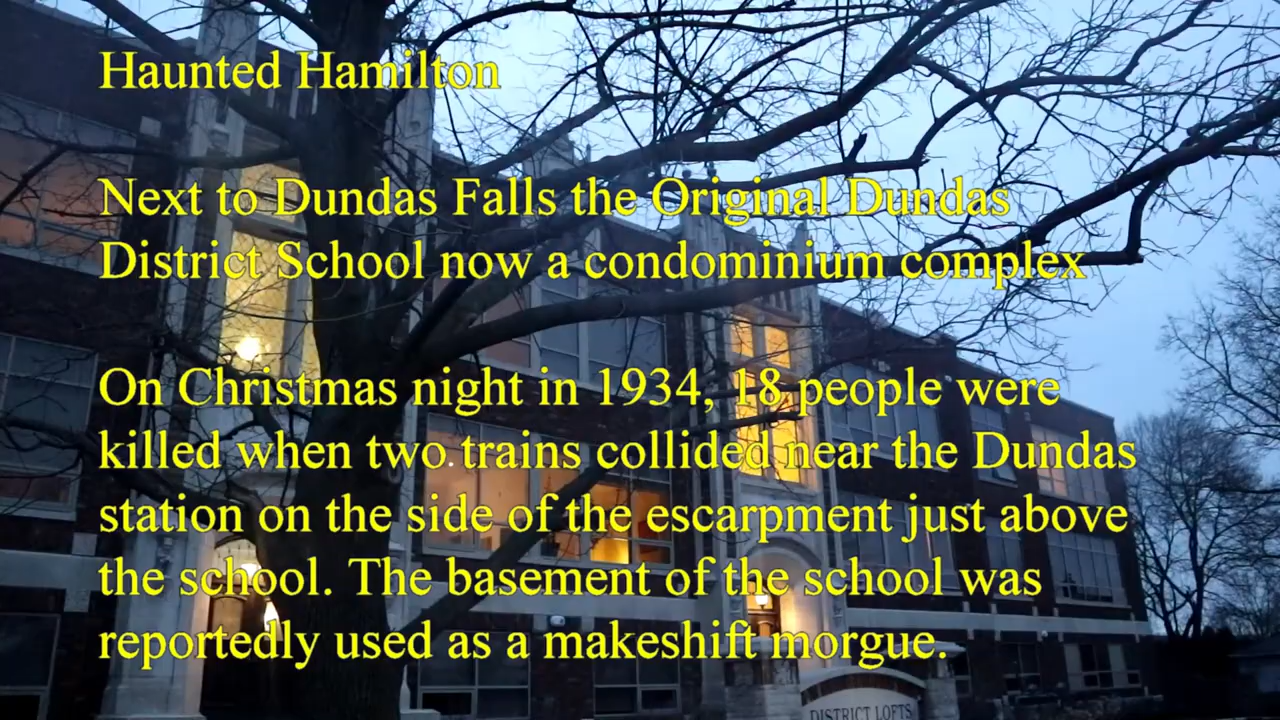 Haunted Hamilton
Next to Dundas Falls the Original Dundas
District School now a condominium complex
On Christmas night in 1934, 18 people were
killed when two trains collided near the Dundas
station on the side of the escarpment just above
the school. The basement of the school was
reportedly used as a makeshift morgue.
DISTRICT LOFTS